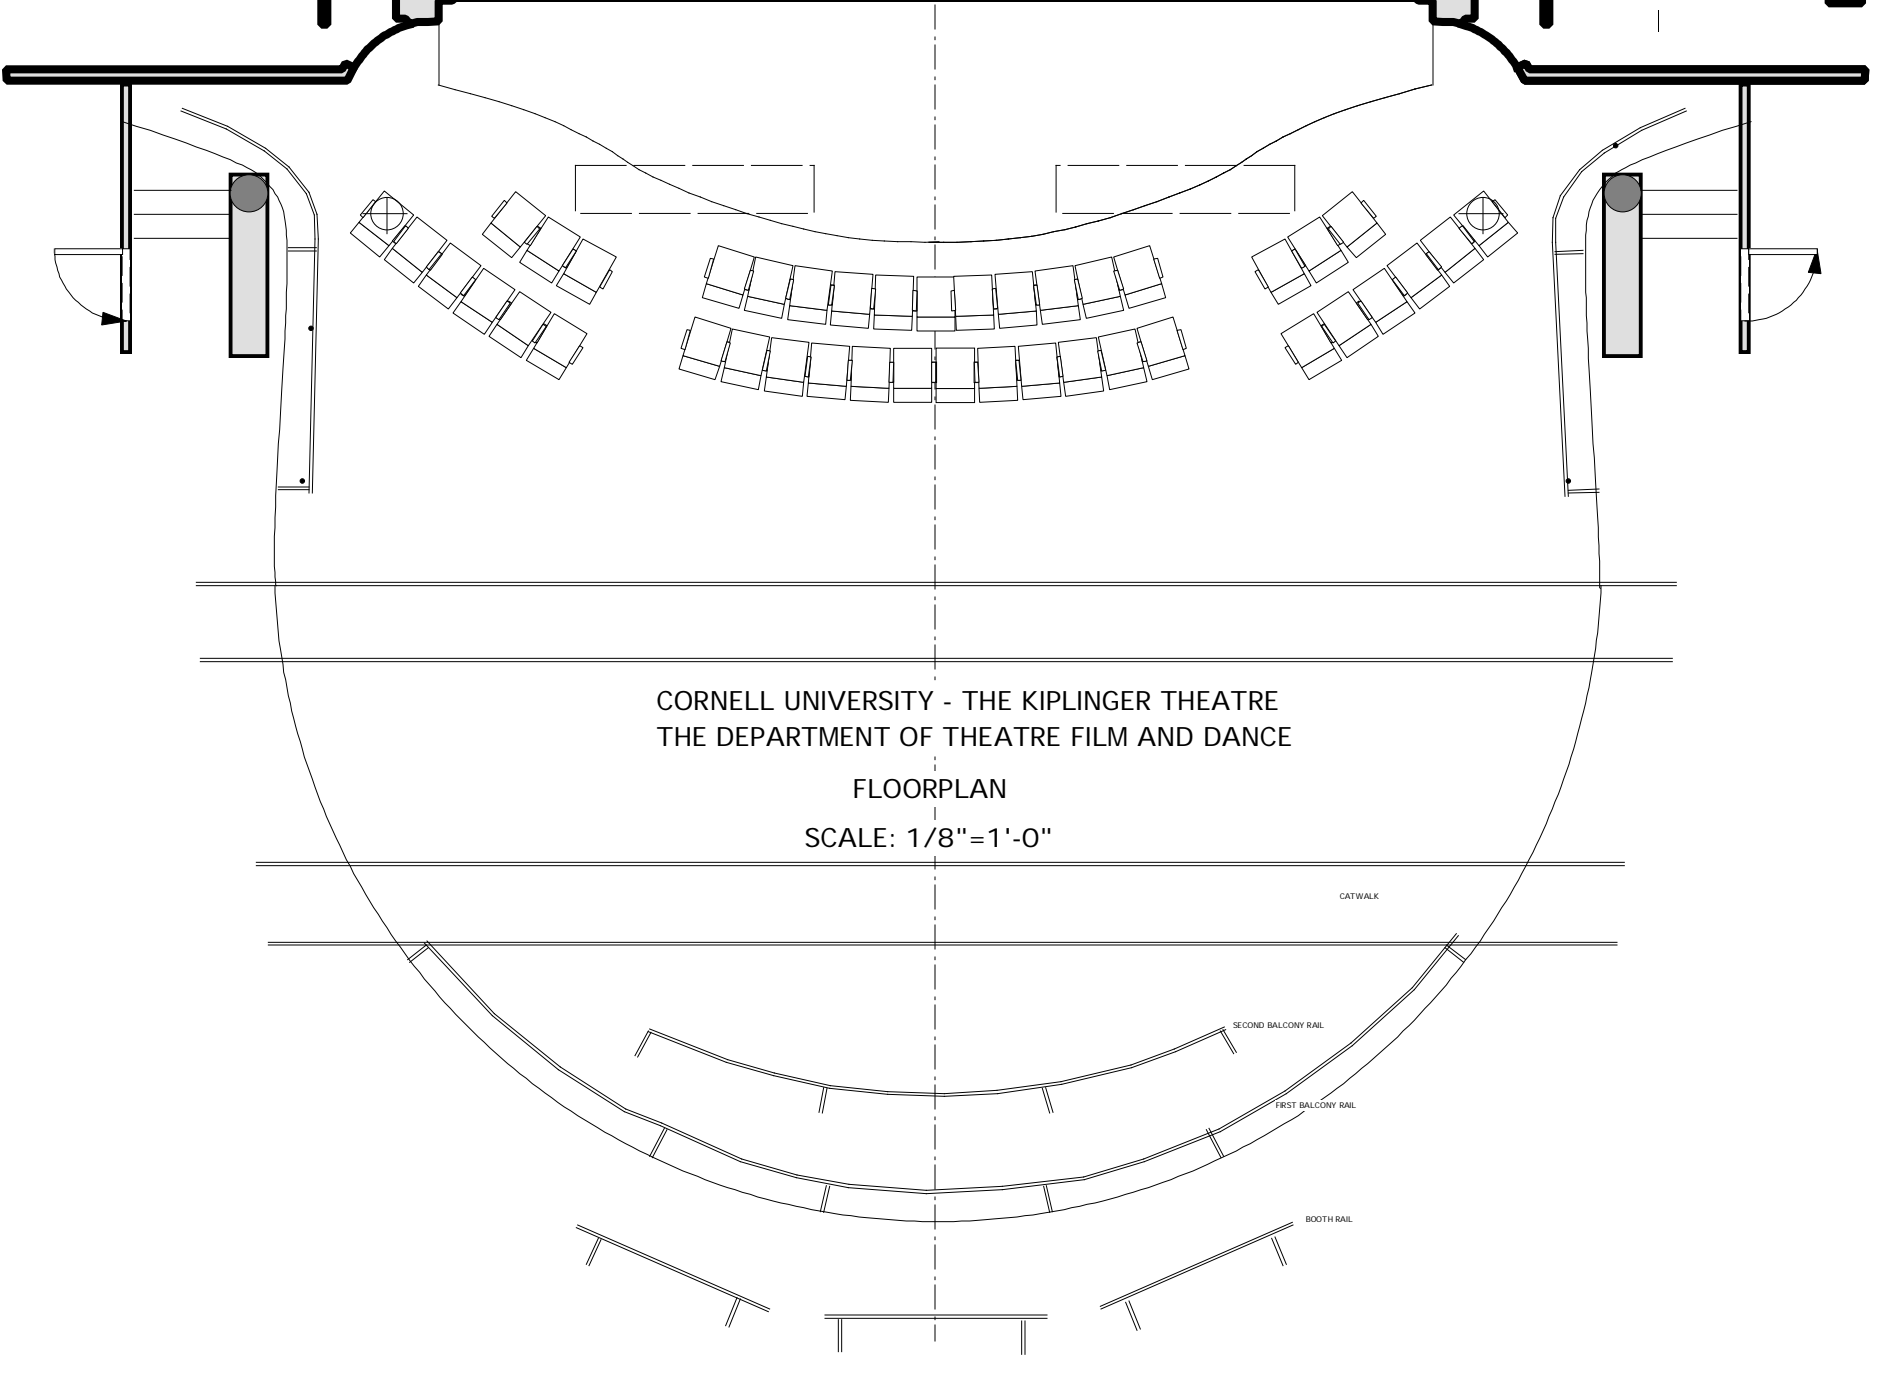 CORNELL UNIVERSITY - THE KIPLINGER THEATRE
THE DEPARTMENT OF THEATRE FILM AND DANCE
FLOORPLAN
SCALE: 1/8"=1'-0"
CATWALK
SECOND BALCONY RAIL
FIRST BALCONY RAIL
BOOTH RAIL